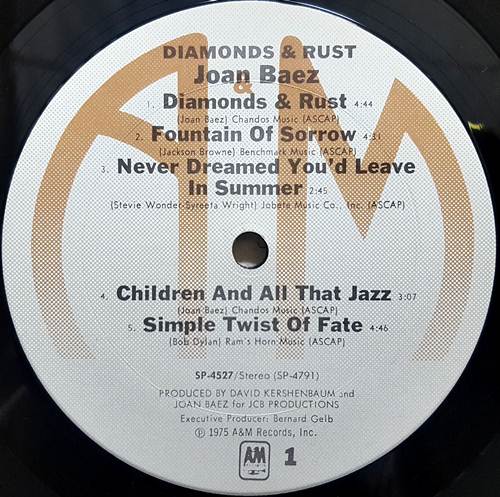 DIAMONDS & RUST
Joan Baez
A&M
1. Diamonds & Rust 4:44
(Joan Baez) Chandos Music (ASCAP)
2. Fountain Of Sorrow 4:31
(Jackson Browne) Benchmark Music (ASCAP)
3. Never Dreamed You'd Leave
In Summer 2:45
(Stevie Wonder-Syreeta Wright) Jobete Music Co., Inc. (ASCAP)
4. Children And All That Jazz 3:07
(Joan Baez) Chandos Music (ASCAP)
5. Simple Twist Of Fate 4:46
(Bob Dylan) Ram's Horn Music (ASCAP)
SP-4527/Stereo (SP-4791)
PRODUCED BY DAVID KERSHENBAUM and
JOAN BAEZ for JCB PRODUCTIONS
Executive Producer: Bernard Gelb
℗ 1975 A&M Records, Inc.
A&M 1